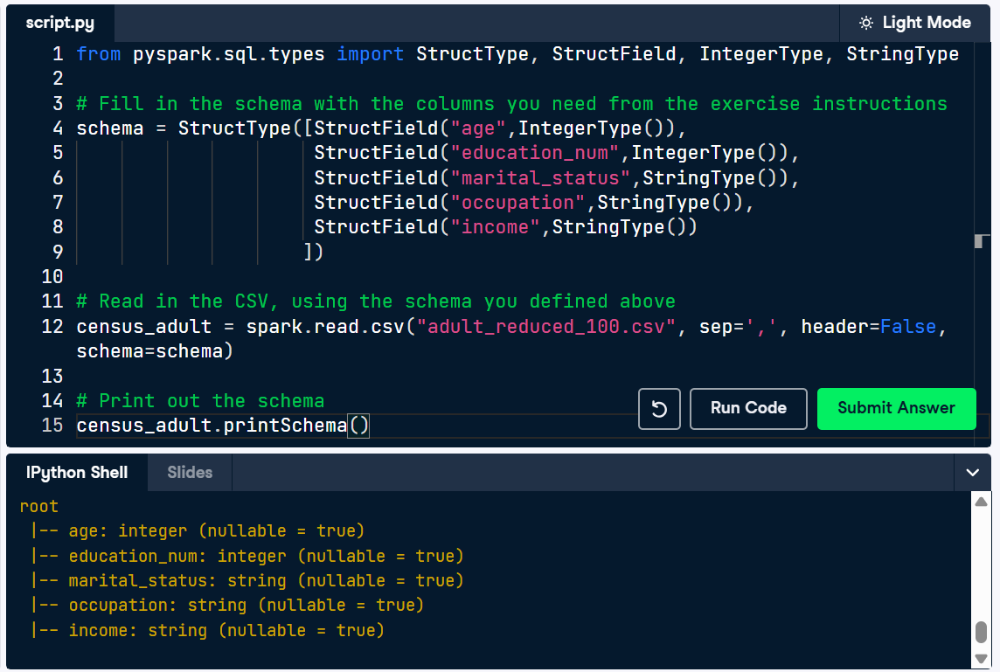 script.py
Light Mode
1 from pyspark.sql.types import StructType, StructField, IntegerType, StringType
2
3 # Fill in the schema with the columns you need from the exercise instructions
4 schema = StructType([StructField("age",IntegerType()),
5 StructField("education_num",IntegerType()),
6 StructField("marital_status",StringType()),
7 StructField("occupation",StringType()),
8 StructField("income",StringType())
9 ])
10
11 # Read in the CSV, using the schema you defined above
12 census_adult = spark.read.csv("adult_reduced_100.csv", sep=',', header=False,
schema=schema)
13
14 # Print out the schema
15 census_adult.printSchema()
Run Code
Submit Answer
IPython Shell
Slides
root
|-- age: integer (nullable = true)
|-- education_num: integer (nullable = true)
|-- marital_status: string (nullable = true)
|-- occupation: string (nullable = true)
|-- income: string (nullable = true)